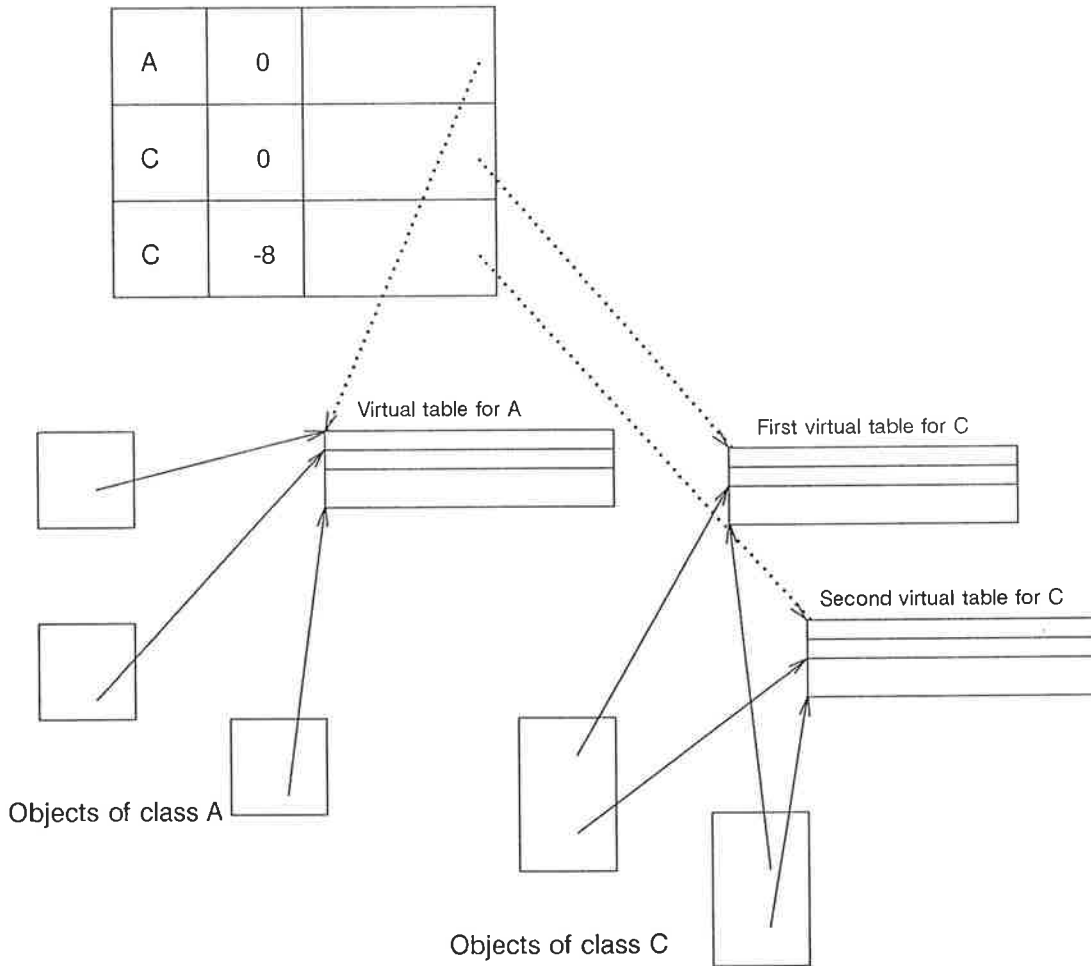 A 0
C 0
C -8
Virtual table for A
First virtual table for C
Second virtual table for C
Objects of class A
Objects of class C